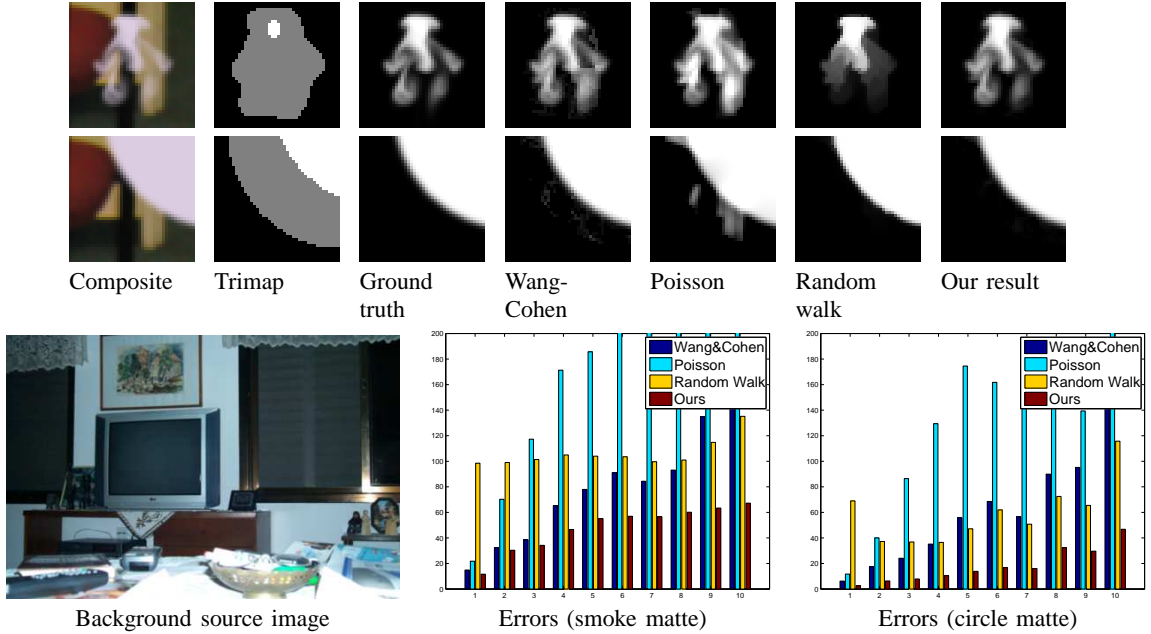 Composite Trimap Ground truth Wang-Cohen Poisson Random walk Our result
200
180
160
140
120
100
80
60
40
20
0
1 2 3 4 5 6 7 8 9 10
Wang&Cohen
Poisson
Random Walk
Ours
200
180
160
140
120
100
80
60
40
20
0
1 2 3 4 5 6 7 8 9 10
Wang&Cohen
Poisson
Random Walk
Ours
Background source image Errors (smoke matte) Errors (circle matte)